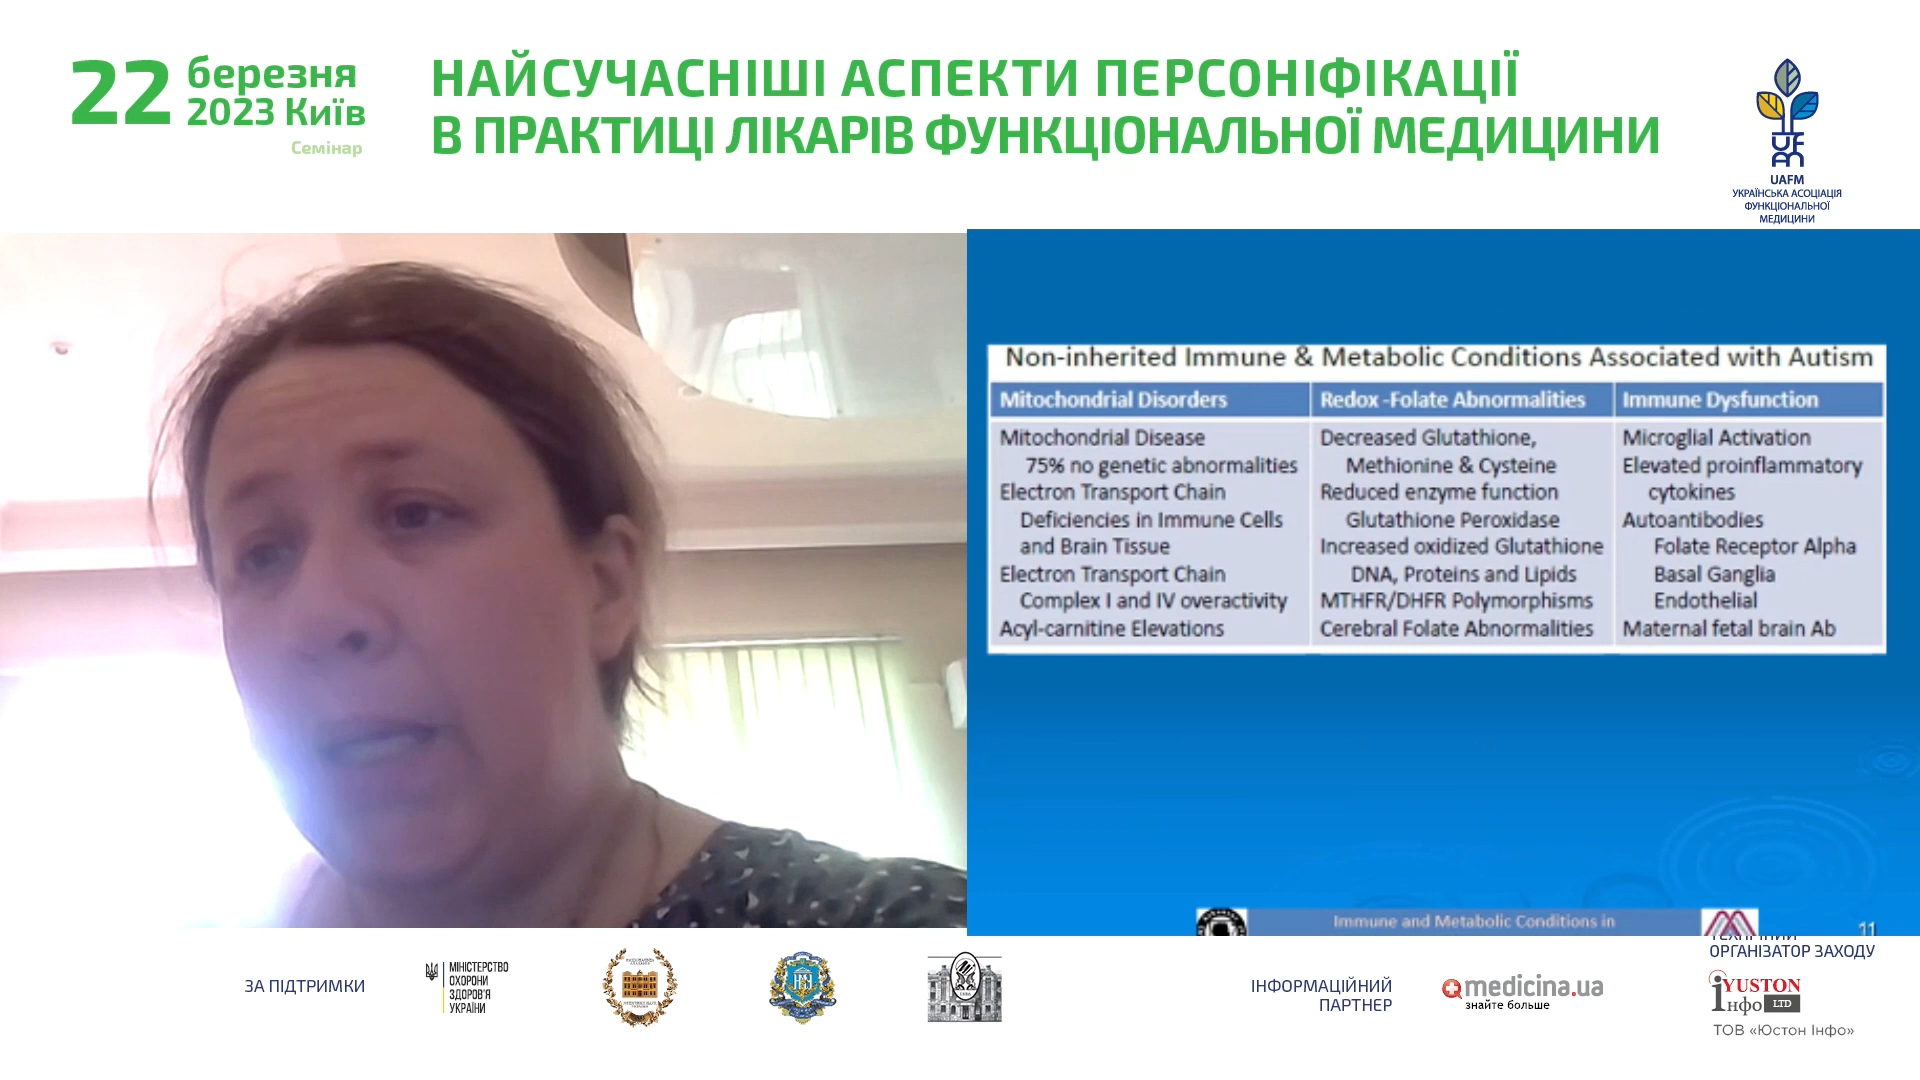 22 березня
2023 Київ
Семінар
НАЙСУЧАСНІШІ АСПЕКТИ ПЕРСОНІФІКАЦІЇ
В ПРАКТИЦІ ЛІКАРІВ ФУНКЦІОНАЛЬНОЇ МЕДИЦИНИ
UAFM
УКРАЇНСЬКА АСОЦІАЦІЯ
ФУНКЦІОНАЛЬНОЇ
МЕДИЦИНИ
Non-inherited Immune & Metabolic Conditions Associated with Autism
Mitochondrial Disorders
Mitochondrial Disease
75% no genetic abnormalities
Electron Transport Chain
Deficiencies in Immune Cells
and Brain Tissue
Electron Transport Chain
Complex I and IV overactivity
Acyl-carnitine Elevations
Redox -Folate Abnormalities
Decreased Glutathione,
Methionine & Cysteine
Reduced enzyme function
Glutathione Peroxidase
Increased oxidized Glutathione
DNA, Proteins and Lipids
MTHFR/DHFR Polymorphisms
Cerebral Folate Abnormalities
Immune Dysfunction
Microglial Activation
Elevated proinflammatory
cytokines
Autoantibodies
Folate Receptor Alpha
Basal Ganglia
Endothelial
Maternal fetal brain Ab
Immune and Metabolic Conditions in
11
ЗА ПІДТРИМКИ
МІНІСТЕРСТВО
ОХОРОНИ
ЗДОРОВ'Я
УКРАЇНИ
ІНФОРМАЦІЙНИЙ
ПАРТНЕР
medicina.ua
знайте больше
ТЕХНІЧНИЙ
ОРГАНІЗАТОР ЗАХОДУ
YUSTON
інфо LTD
ТОВ «Юстон Інфо»